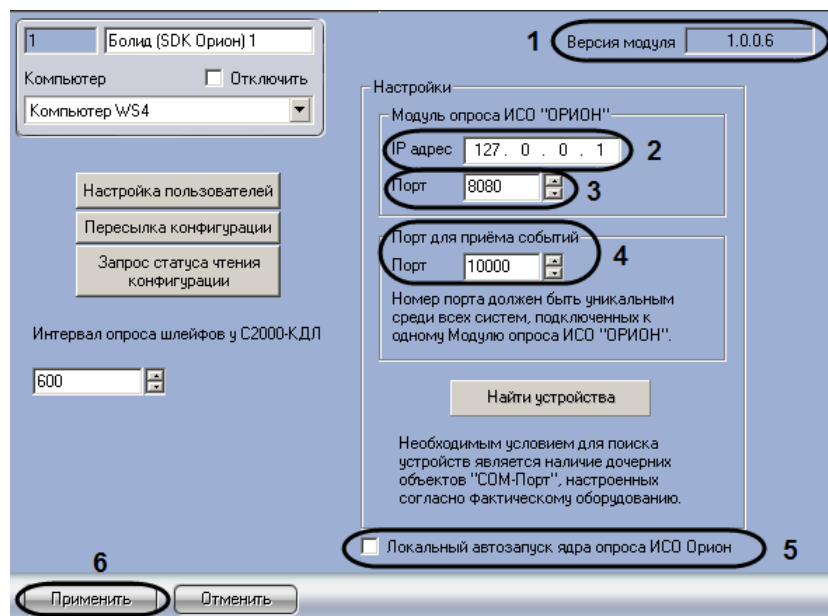 1
Болид (SDK Орион) 1
Компьютер
Отключить
Компьютер WS4
Настройка пользователей
Пересылка конфигурации
Запрос статуса чтения
конфигурации
Интервал опроса шлейфов у С2000-КДЛ
600
1
Версия модуля
1.0.0.6
Настройки
Модуль опроса ИСО "ОРИОН"
IP адрес
127 . 0 . 0 . 1
2
Порт
8080
3
Порт для приёма событий
Порт
10000
4
Номер порта должен быть уникальным
среди всех систем, подключенных к
одному Модулю опроса ИСО "ОРИОН".
Найти устройства
Необходимым условием для поиска
устройств является наличие дочерних
объектов "СОМ-Порт", настроенных
согласно фактическому оборудованию.
Локальный автозапуск ядра опроса ИСО Орион
5
6
Применить
Отменить